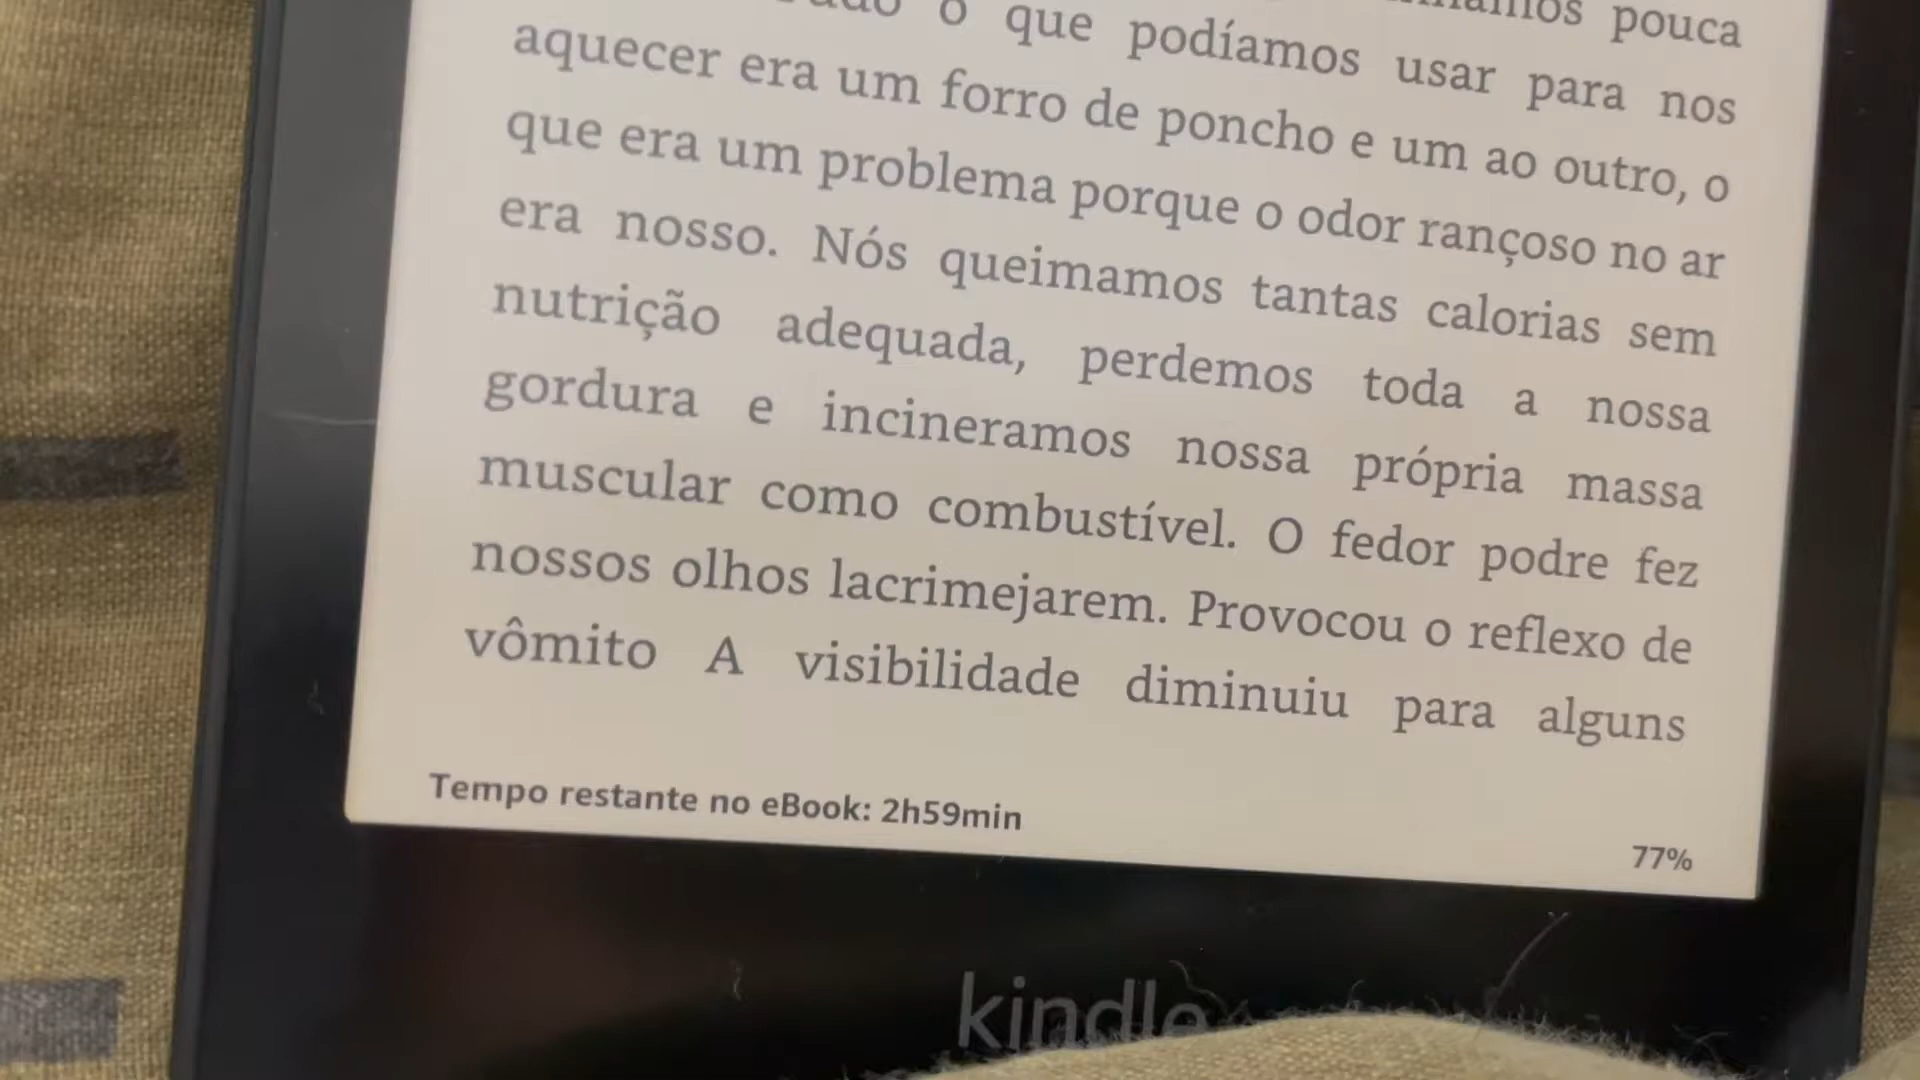 o que podíamos usar para nos pouca
aquecer era um forro de poncho e um ao outro, o
que era um problema porque o odor rançoso no ar
era nosso. Nós queimamos tantas calorias sem
nutrição adequada, perdemos toda a nossa
gordura e incineramos nossa própria massa
muscular como combustível. O fedor podre fez
nossos olhos lacrimejarem. Provocou o reflexo de
vômito A visibilidade diminuiu para alguns
Tempo restante no eBook: 2h59min
77%
kindle